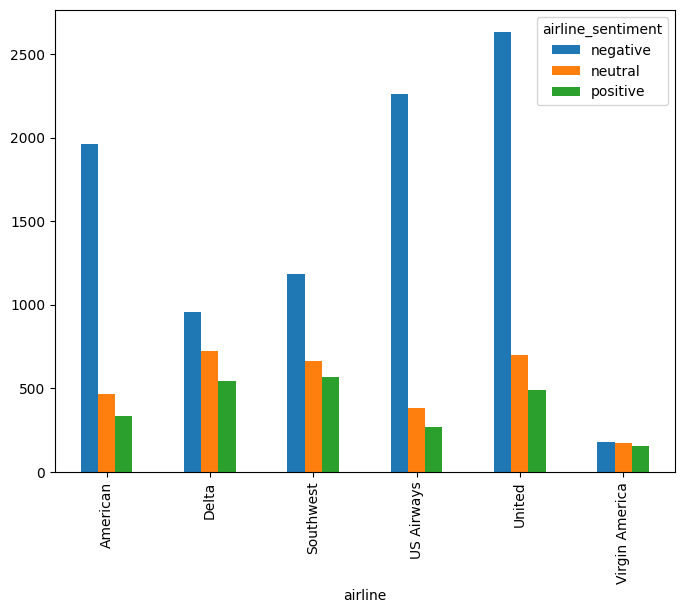 airline_sentiment
negative
neutral
positive
2500
2000
1500
1000
500
0
American
Delta
Southwest
US Airways
United
Virgin America
airline